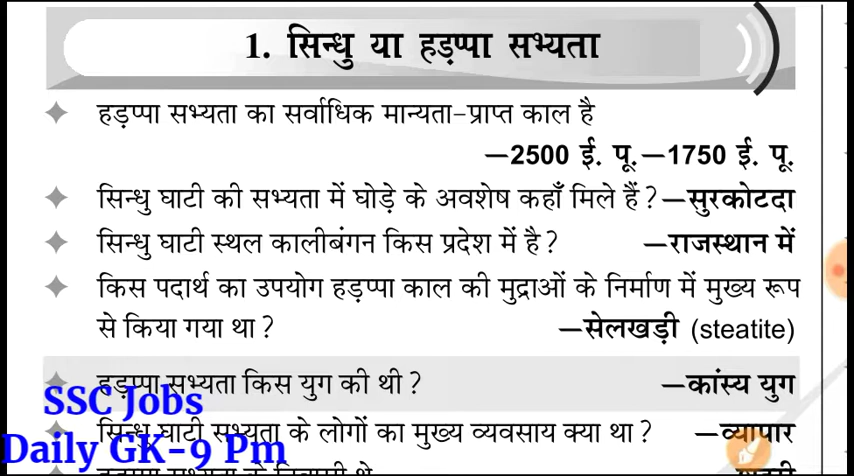 1. सिन्धु या हड़प्पा सभ्यता
हड़प्पा सभ्यता का सर्वाधिक मान्यता-प्राप्त काल है
—2500 ई. पू.—1750 ई. पू.
सिन्धु घाटी की सभ्यता में घोड़े के अवशेष कहाँ मिले हैं ? —सुरकोटदा
सिन्धु घाटी स्थल कालीबंगन किस प्रदेश में है ? —राजस्थान में
किस पदार्थ का उपयोग हड़प्पा काल की मुद्राओं के निर्माण में मुख्य रूप
से किया गया था ? —सेलखड़ी (steatite)
हड़प्पा सभ्यता किस युग की थी ? —कांस्य युग
SSC Jobs
सिन्धु घाटी सभ्यता के लोगों का मुख्य व्यवसाय क्या था ? —व्यापार
Daily GK-9 Pm